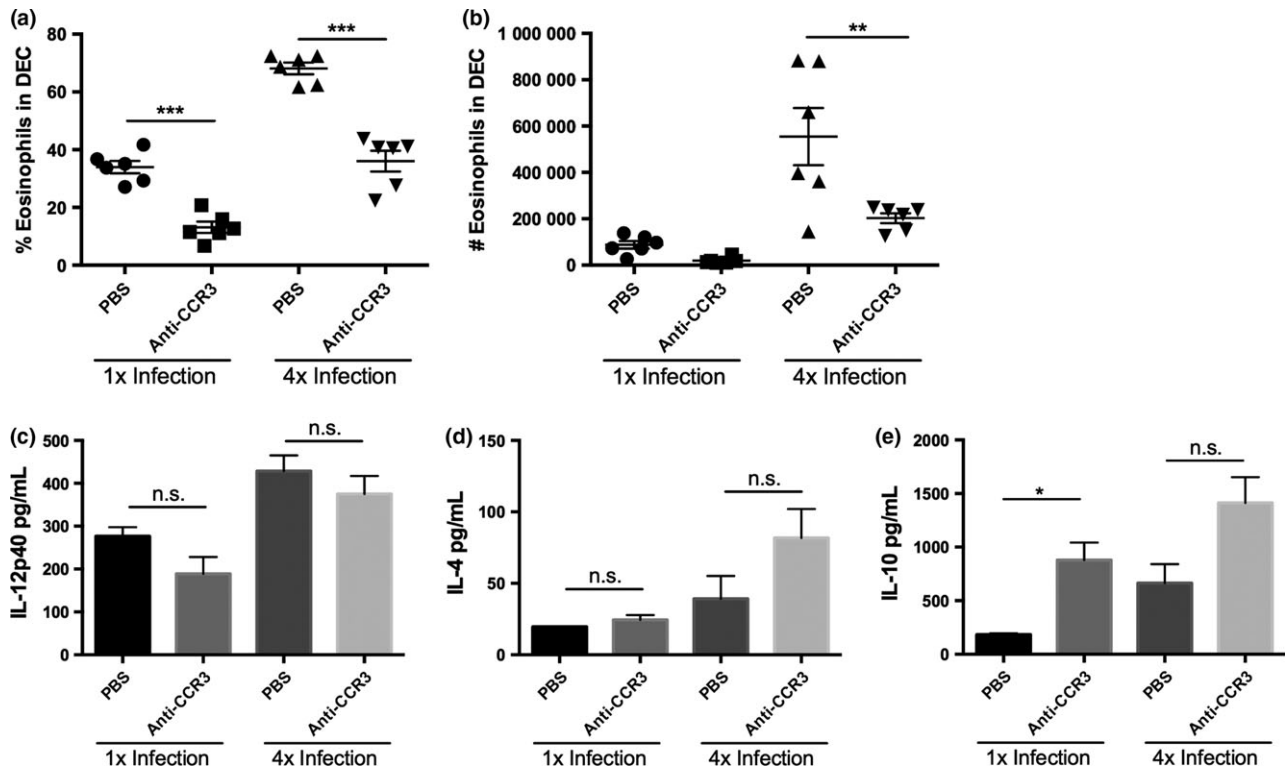 (a)
% Eosinophils in DEC
80
60
40
20
0
***
***
PBS
Anti-CCR3
PBS
Anti-CCR3
1x Infection
4x Infection
(b)
# Eosinophils in DEC
1 000 000
800 000
600 000
400 000
200 000
0
**
PBS
Anti-CCR3
PBS
Anti-CCR3
1x Infection
4x Infection
(c)
IL-12p40 pg/mL
500
400
300
200
100
0
n.s.
n.s.
PBS
Anti-CCR3
PBS
Anti-CCR3
1x Infection
4x Infection
(d)
IL-4 pg/mL
150
100
50
0
n.s.
n.s.
PBS
Anti-CCR3
PBS
Anti-CCR3
1x Infection
4x Infection
(e)
IL-10 pg/mL
2000
1500
1000
500
0
*
n.s.
PBS
Anti-CCR3
PBS
Anti-CCR3
1x Infection
4x Infection